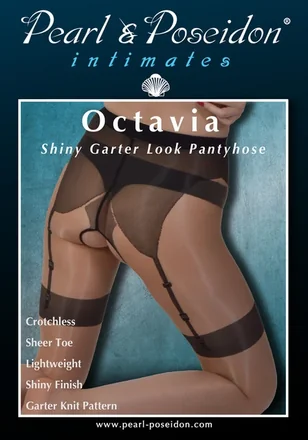 Pearl & Poseidon®
intimates
Octavia
Shiny Garter Look Pantyhose
Crotchless
Sheer Toe
Lightweight
Shiny Finish
Garter Knit Pattern
www.pearl-poseidon.com